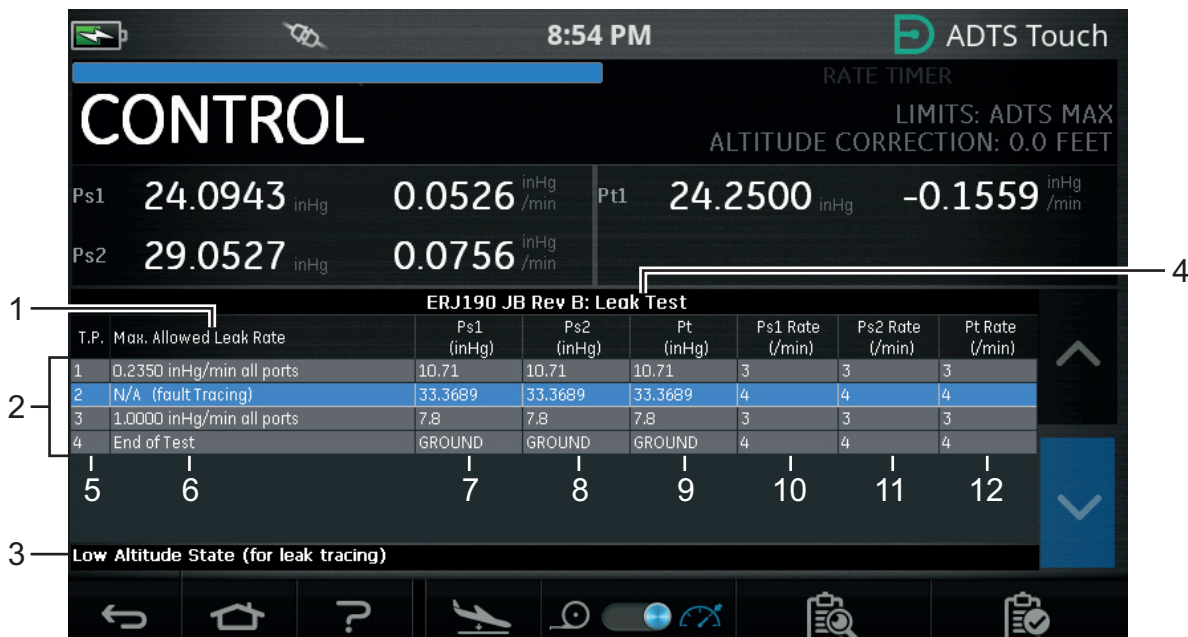 8:54 PM ADTS Touch
RATE TIMER
CONTROL
LIMITS: ADTS MAX
ALTITUDE CORRECTION: 0.0 FEET
Ps1 24.0943 inHg 0.0526 inHg/min Pt1 24.2500 inHg -0.1559 inHg/min
Ps2 29.0527 inHg 0.0756 inHg/min
4
ERJ190 JB Rev B: Leak Test
1
T.P. Max. Allowed Leak Rate Ps1 (inHg) Ps2 (inHg) Pt (inHg) Ps1 Rate (/min) Ps2 Rate (/min) Pt Rate (/min)
1 0.2350 inHg/min all ports 10.71 10.71 10.71 3 3 3
2 N/A (fault Tracing) 33.3689 33.3689 33.3689 4 4 4
2
3 1.0000 inHg/min all ports 7.8 7.8 7.8 3 3 3
4 End of Test GROUND GROUND GROUND 4 4 4
5 6 7 8 9 10 11 12
3
Low Altitude State (for leak tracing)
?